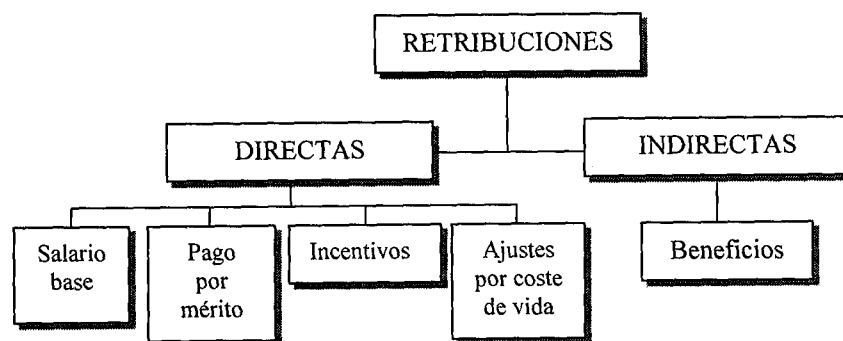 RETRIBUCIONES
DIRECTAS
INDIRECTAS
Salario
base
Pago
por
mérito
Incentivos
Ajustes
por coste
de vida
Beneficios